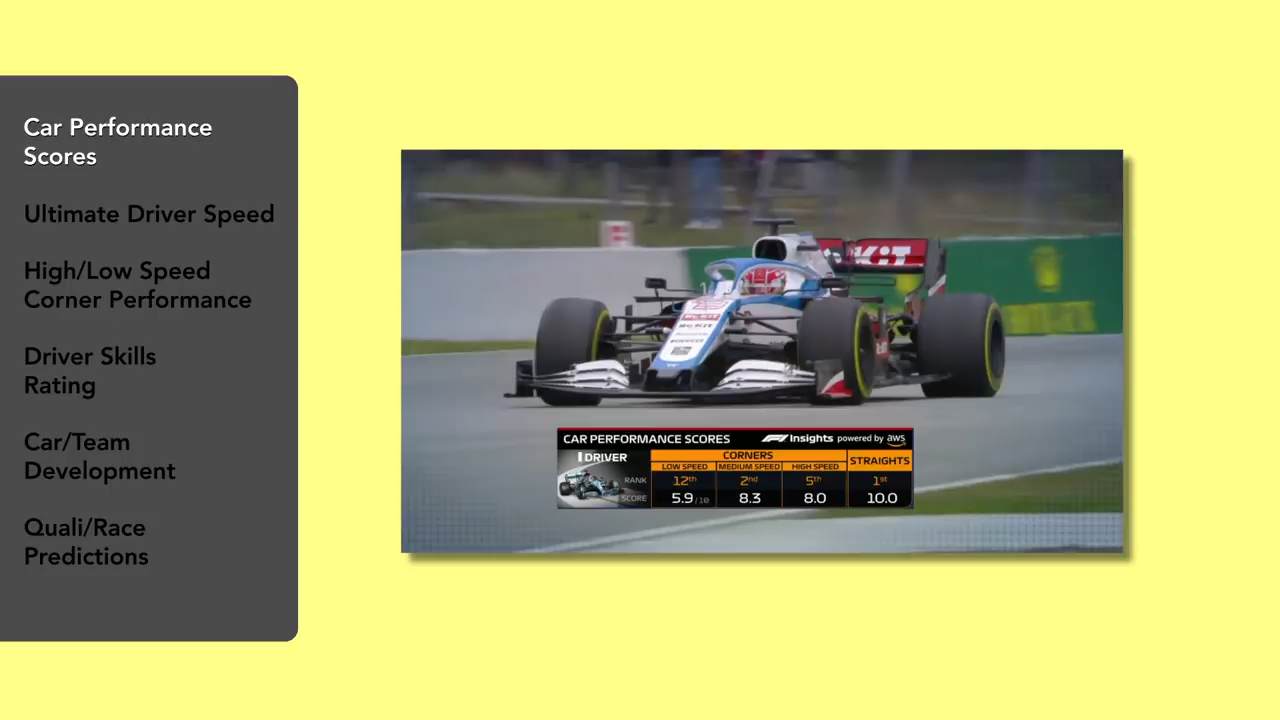 Car Performance
Scores
Ultimate Driver Speed
High/Low Speed
Corner Performance
Driver Skills
Rating
Car/Team
Development
Quali/Race
Predictions
CAR PERFORMANCE SCORES
F1 Insights powered by aws
DRIVER
CORNERS
STRAIGHTS
LOW SPEED MEDIUM SPEED HIGH SPEED
RANK 12th 2nd 5th 1st
SCORE 5.9/10 8.3 8.0 10.0